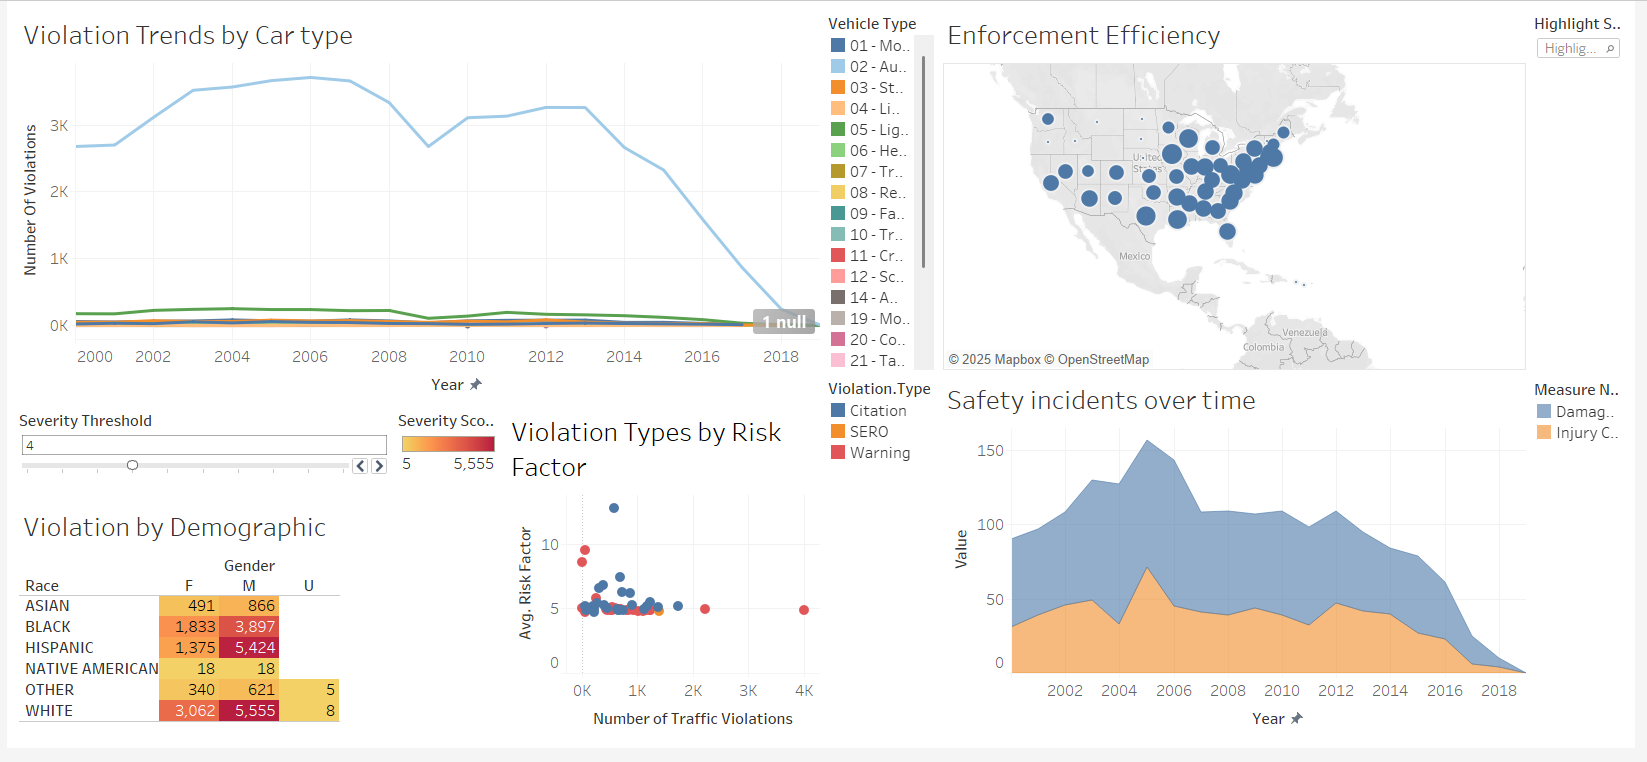 Violation Trends by Car type
Number Of Violations
3K
2K
1K
0K
1 null
2000 2002 2004 2006 2008 2010 2012 2014 2016 2018
Year
Vehicle Type
01 - Mo..
02 - Au..
03 - St..
04 - Li..
05 - Lig..
06 - He..
07 - Tr..
08 - Re..
09 - Fa..
10 - Tr..
11 - Cr..
12 - Sc..
14 - A..
19 - Mo..
20 - Co..
21 - Ta..
Enforcement Efficiency
United
States
Mexico
Venezuela
Colombia
© 2025 Mapbox © OpenStreetMap
Highlight S..
Highlig...
Severity Threshold
4
Severity Sco..
5 5,555
Violation by Demographic
Gender
Race F M U
ASIAN 491 866
BLACK 1,833 3,897
HISPANIC 1,375 5,424
NATIVE AMERICAN 18 18
OTHER 340 621 5
WHITE 3,062 5,555 8
Violation Types by Risk
Factor
Avg. Risk Factor
10
5
0
0K 1K 2K 3K 4K
Number of Traffic Violations
Violation.Type
Citation
SERO
Warning
Safety incidents over time
Value
150
100
50
0
2002 2004 2006 2008 2010 2012 2014 2016 2018
Year
Measure N..
Damag..
Injury C..